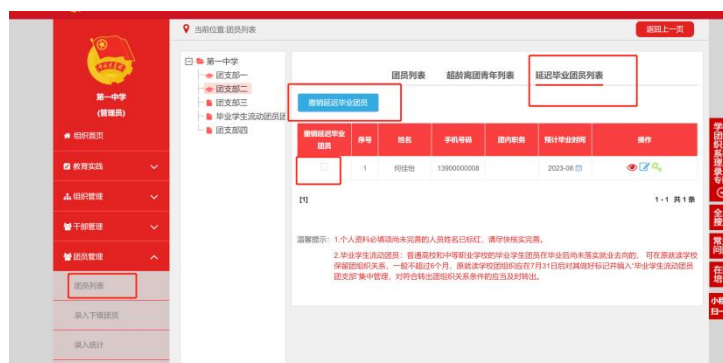 当前位置:团员列表
返回上一页
第一中学
(管理员)
组织首页
教育实践
组织管理
干部管理
团员管理
团员列表
录入下级团员
录入统计
第一中学
团支部一
团支部二
团支部三
毕业学生流动团员团
团支部四
团员列表
超龄离团青年列表
延迟毕业团员列表
撤销延迟毕业团员
撤销延迟毕业
团员
序号
姓名
手机号码
团内职务
预计毕业时间
操作
1
何佳怡
13900000008
2023-08
[1]
1-1 共1条
温馨提示：1.个人资料必填项尚未完善的人员姓名已标红，请尽快核实完善。
2.毕业学生流动团员：普通高校和中等职业学校的毕业学生团员在毕业后尚未落实就业去向的， 可在原就读学校
保留团组织关系，一般不超过6个月，原就读学校团组织应在7月31日后对其做好标记并编入“毕业学生流动团员
团支部”集中管理，对符合转出团组织关系条件的应当及时转出。